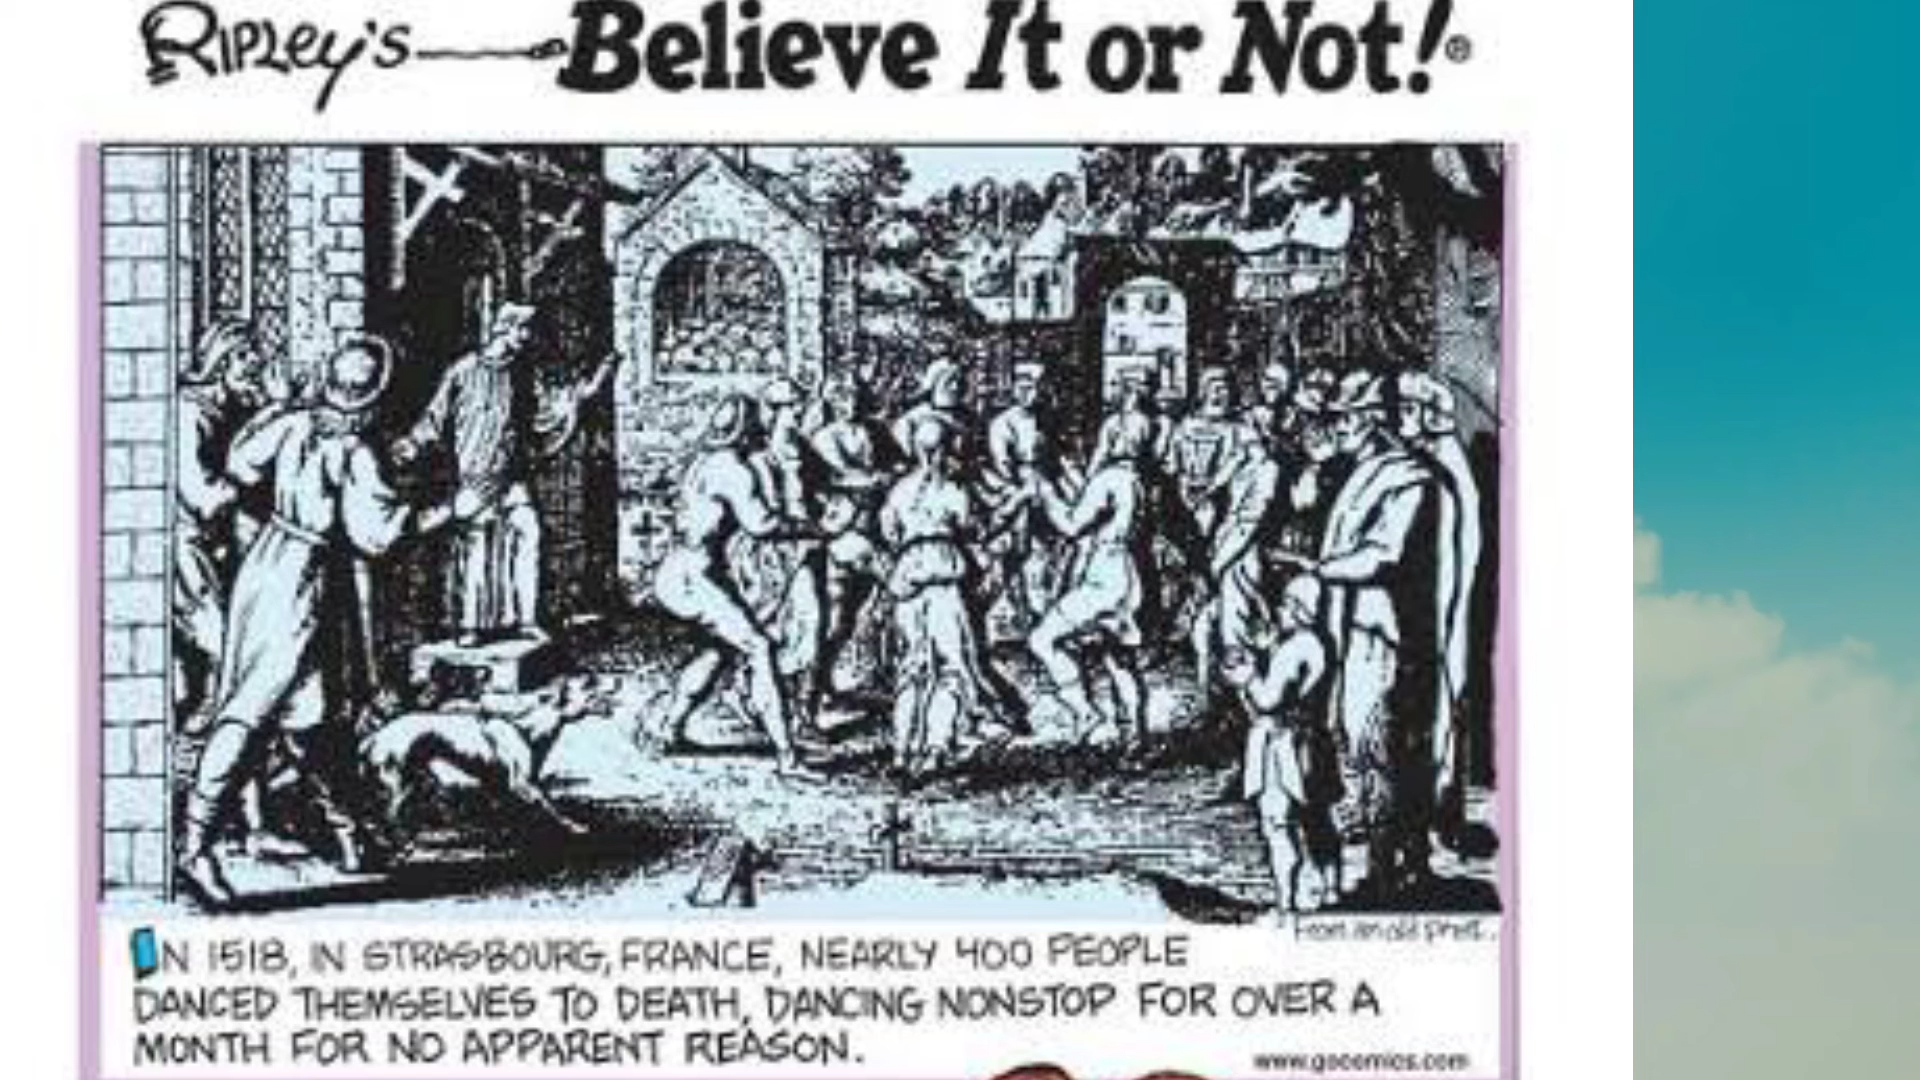 Ripley's Believe It or Not!®
From an old print.
IN 1518, IN STRASBOURG, FRANCE, NEARLY 400 PEOPLE
DANCED THEMSELVES TO DEATH, DANCING NONSTOP FOR OVER A
MONTH FOR NO APPARENT REASON.
www.gocomics.com